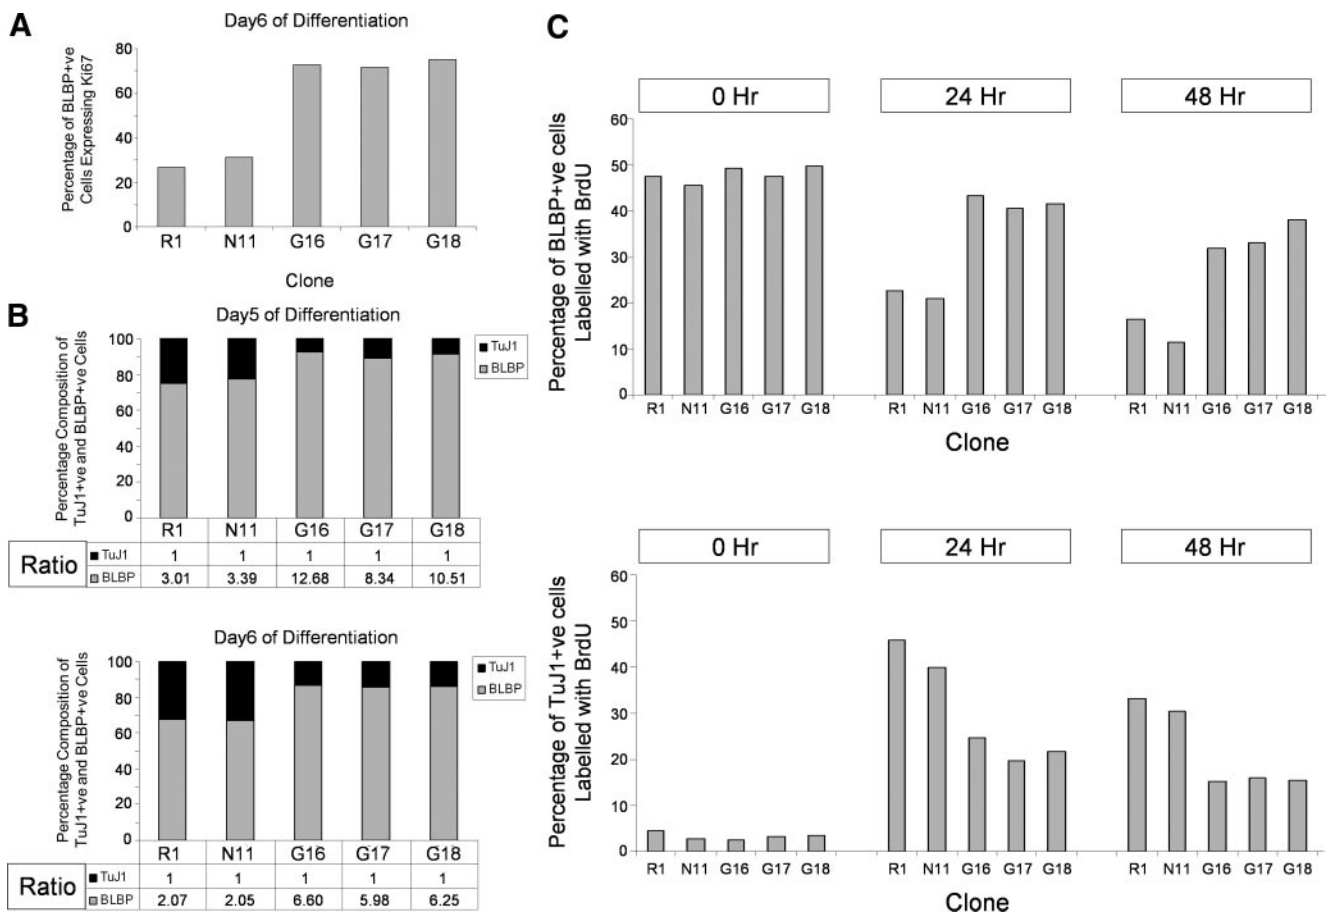 A
Day6 of Differentiation
Percentage of BLBP+ve
Cells Expressing Ki67
80
60
40
20
0
R1 N11 G16 G17 G18
Clone
B
Day5 of Differentiation
Percentage Composition of
TuJ1+ve and BLBP+ve Cells
100
80
60
40
20
0
TuJ1
BLBP
R1 N11 G16 G17 G18
Ratio
TuJ1 1 1 1 1 1
BLBP 3.01 3.39 12.68 8.34 10.51
Day6 of Differentiation
Percentage Composition of
TuJ1+ve and BLBP+ve Cells
100
80
60
40
20
0
TuJ1
BLBP
R1 N11 G16 G17 G18
Ratio
TuJ1 1 1 1 1 1
BLBP 2.07 2.05 6.60 5.98 6.25
C
0 Hr 24 Hr 48 Hr
Percentage of BLBP+ve cells
Labelled with BrdU
60
50
40
30
20
10
0
R1 N11 G16 G17 G18 R1 N11 G16 G17 G18 R1 N11 G16 G17 G18
Clone
0 Hr 24 Hr 48 Hr
Percentage of TuJ1+ve cells
Labelled with BrdU
60
50
40
30
20
10
0
R1 N11 G16 G17 G18 R1 N11 G16 G17 G18 R1 N11 G16 G17 G18
Clone